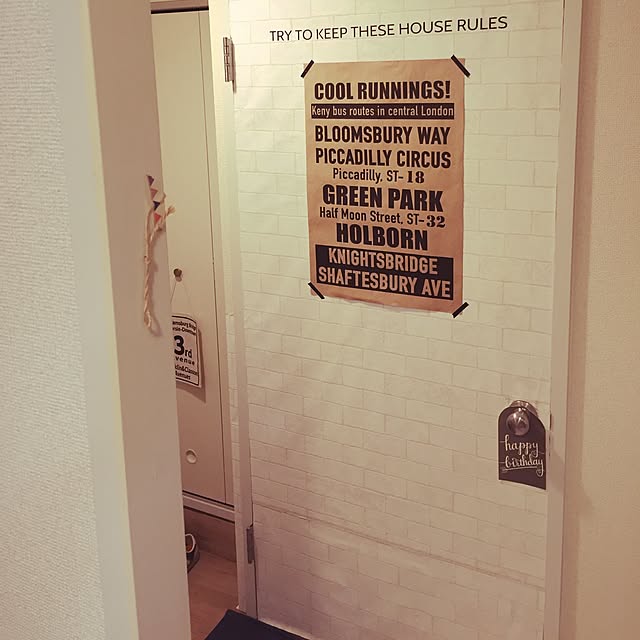 TRY TO KEEP THESE HOUSE RULES
COOL RUNNINGS!
Keny bus routes in central London
BLOOMSBURY WAY
PICCADILLY CIRCUS
Piccadilly, ST-18
GREEN PARK
Half Moon Street, ST-32
HOLBORN
KNIGHTSBRIDGE
SHAFTESBURY AVE
3rd
happy
birthday